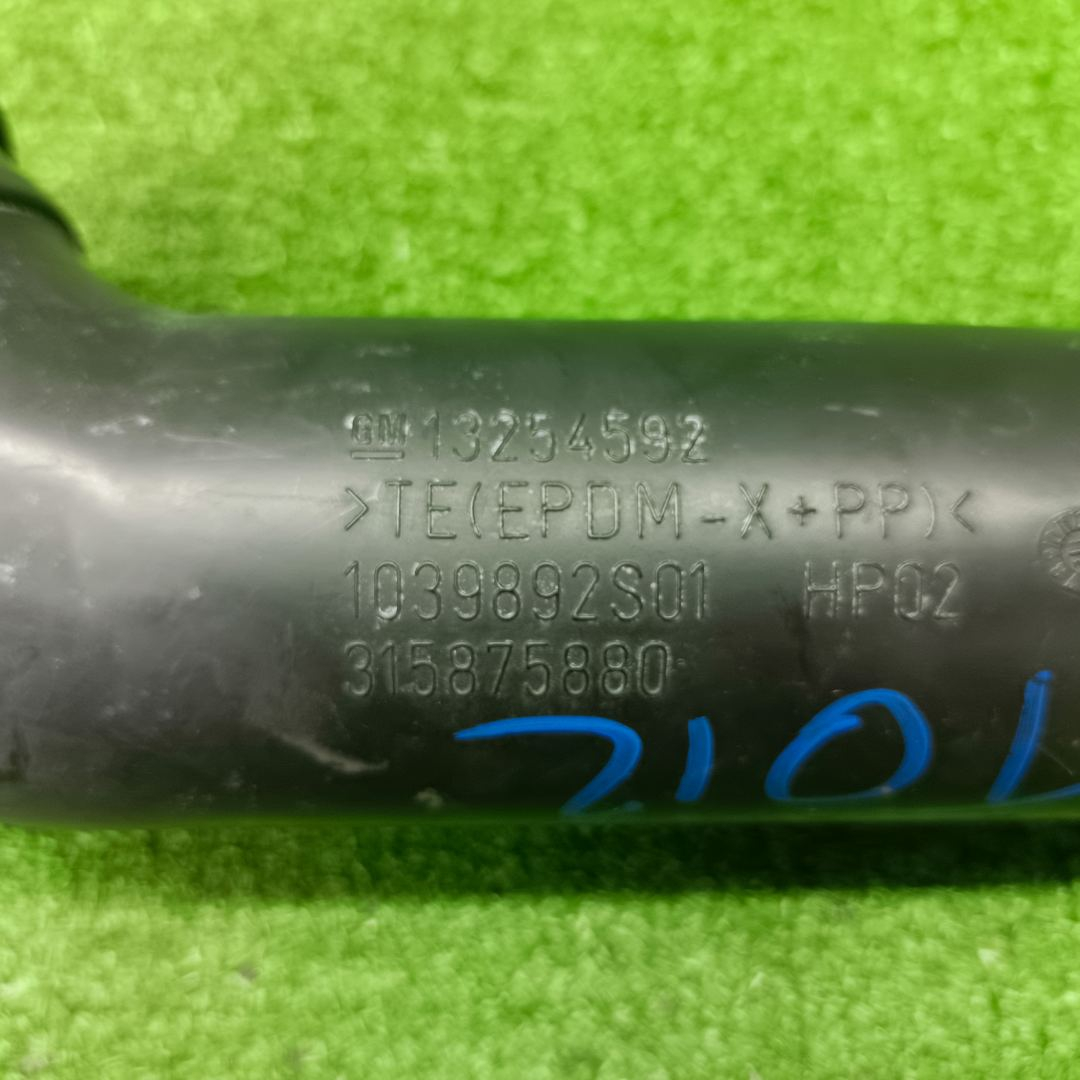 GM 13254592
>TE(EPDM-X+PP)<
1039892S01 HP02
315875880